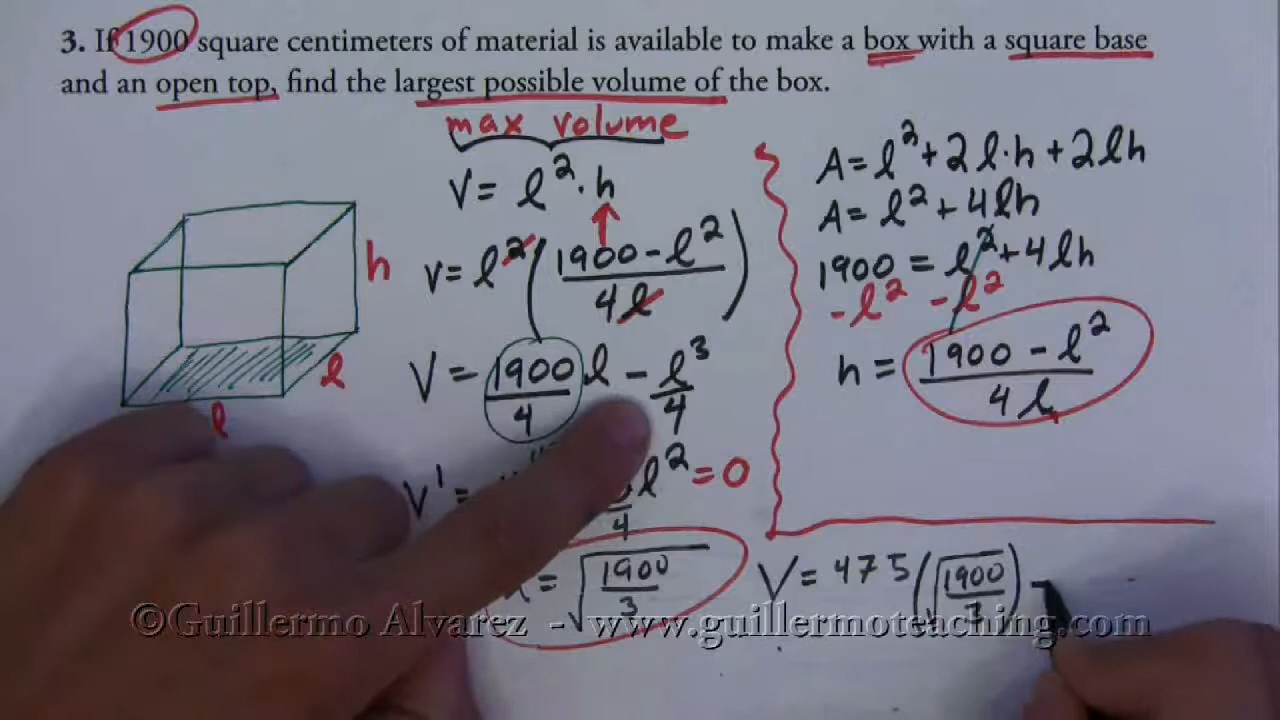 3. If 1900 square centimeters of material is available to make a box with a square base
and an open top, find the largest possible volume of the box.
max volume
V = l² · h
V = l² (1900 - l² / 4l)
V = 1900/4 l - l³/4
V' = l² = 0
4
= √(1900/3)
h
l
l
A = l² + 2l·h + 2lh
A = l² + 4lh
1900 = l² + 4lh
-l² -l²
h = 1900 - l² / 4l
V = 475 (√(1900/3)) -
©Guillermo Alvarez - www.guillermoteaching.com